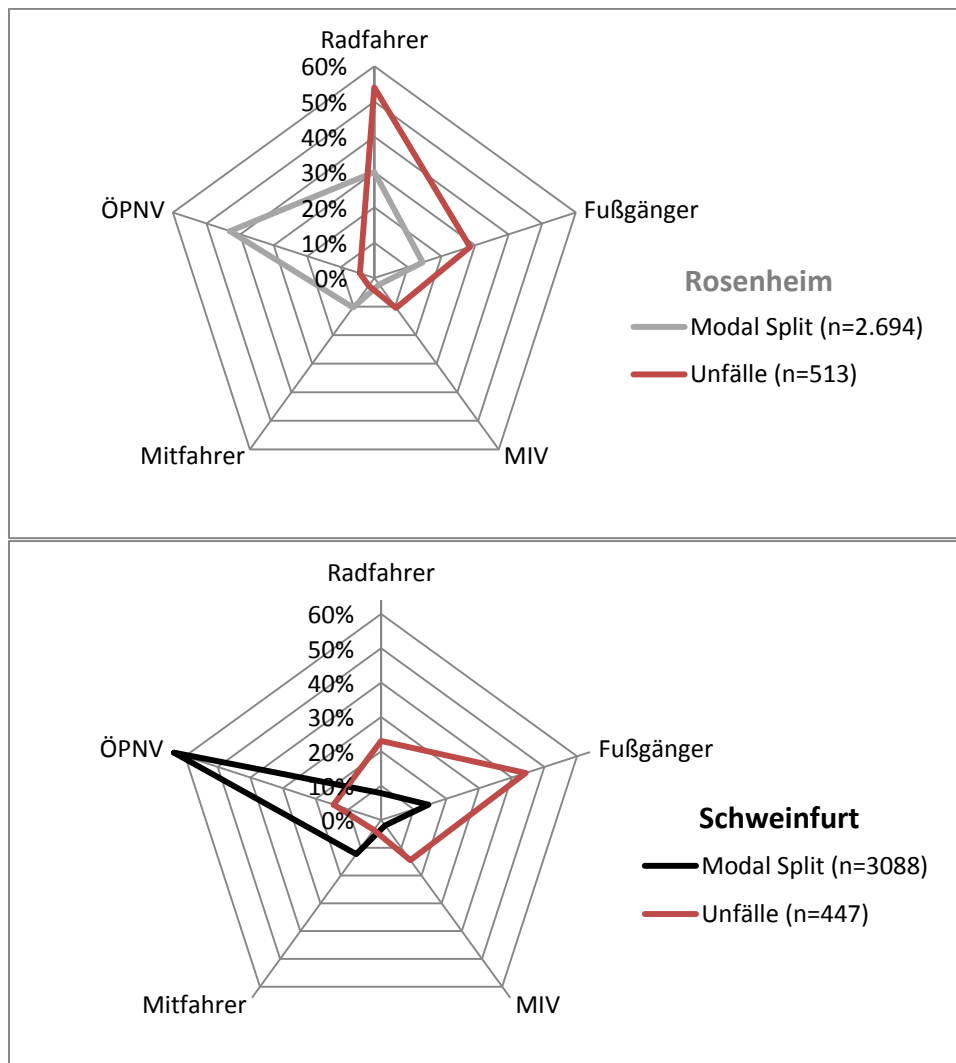 Radfahrer
60%
50%
40%
30%
20%
10%
0%
ÖPNV
Fußgänger
Mitfahrer
MIV
Rosenheim
Modal Split (n=2.694)
Unfälle (n=513)
Radfahrer
60%
50%
40%
30%
20%
10%
0%
ÖPNV
Fußgänger
Mitfahrer
MIV
Schweinfurt
Modal Split (n=3088)
Unfälle (n=447)